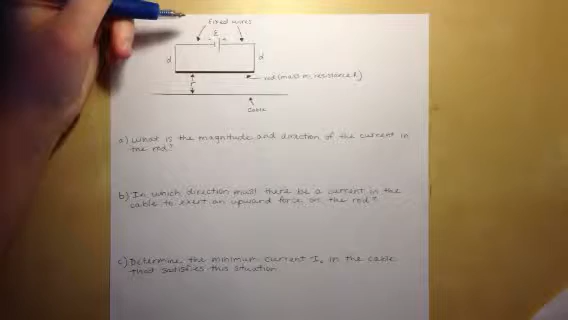 fixed wires
ε
- +
d d
r
rod (mass m, resistance R)
cable
a) What is the magnitude and direction of the current in
the rod?
b) In which direction must there be a current in the
cable to exert an upward force on the rod?
c) Determine the minimum current I₀ in the cable
that satisfies this situation